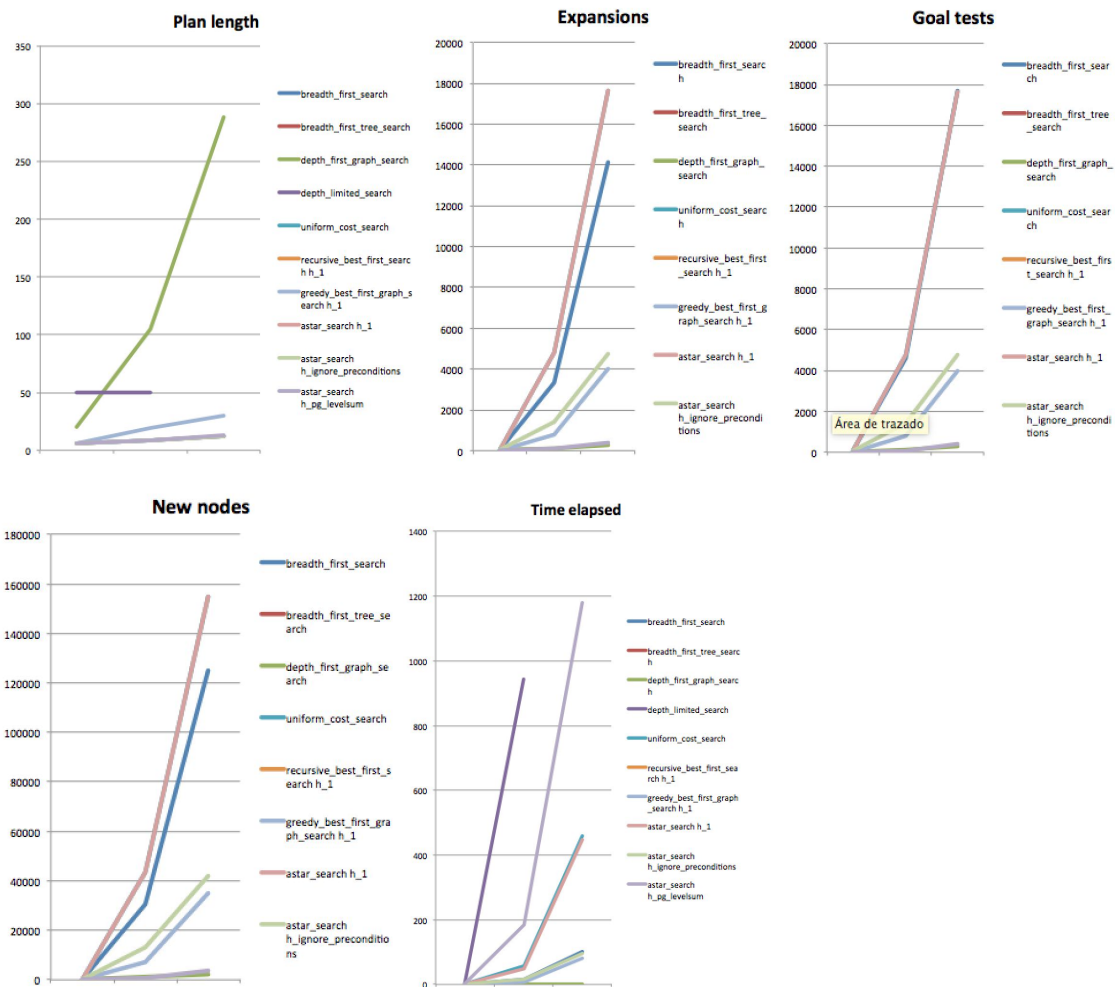 Plan length
350
300
250
200
150
100
50
0
breadth_first_search
breadth_first_tree_search
depth_first_graph_search
depth_limited_search
uniform_cost_search
recursive_best_first_searc
h h_1
greedy_best_first_graph_s
earch h_1
astar_search h_1
astar_search
h_ignore_preconditions
astar_search
h_pg_levelsum
Expansions
20000
18000
16000
14000
12000
10000
8000
6000
4000
2000
0
breadth_first_searc
h
breadth_first_tree_
search
depth_first_graph_
search
uniform_cost_searc
h
recursive_best_first
_search h_1
greedy_best_first_g
raph_search h_1
astar_search h_1
astar_search
h_ignore_precondi
tions
Goal tests
20000
18000
16000
14000
12000
10000
8000
6000
4000
2000
0
Área de trazado
breadth_first_sear
ch
breadth_first_tree
_search
depth_first_graph_
search
uniform_cost_sear
ch
recursive_best_fir
st_search h_1
greedy_best_first_
graph_search h_1
astar_search h_1
astar_search
h_ignore_precondi
tions
New nodes
180000
160000
140000
120000
100000
80000
60000
40000
20000
0
breadth_first_search
breadth_first_tree_se
arch
depth_first_graph_se
arch
uniform_cost_search
recursive_best_first_s
earch h_1
greedy_best_first_gra
ph_search h_1
astar_search h_1
astar_search
h_ignore_preconditio
ns
Time elapsed
1400
1200
1000
800
600
400
200
0
breadth_first_search
breadth_first_tree_searc
h
depth_first_graph_searc
h
depth_limited_search
uniform_cost_search
recursive_best_first_sea
rch h_1
greedy_best_first_graph
_search h_1
astar_search h_1
astar_search
h_ignore_preconditions
astar_search
h_pg_levelsum